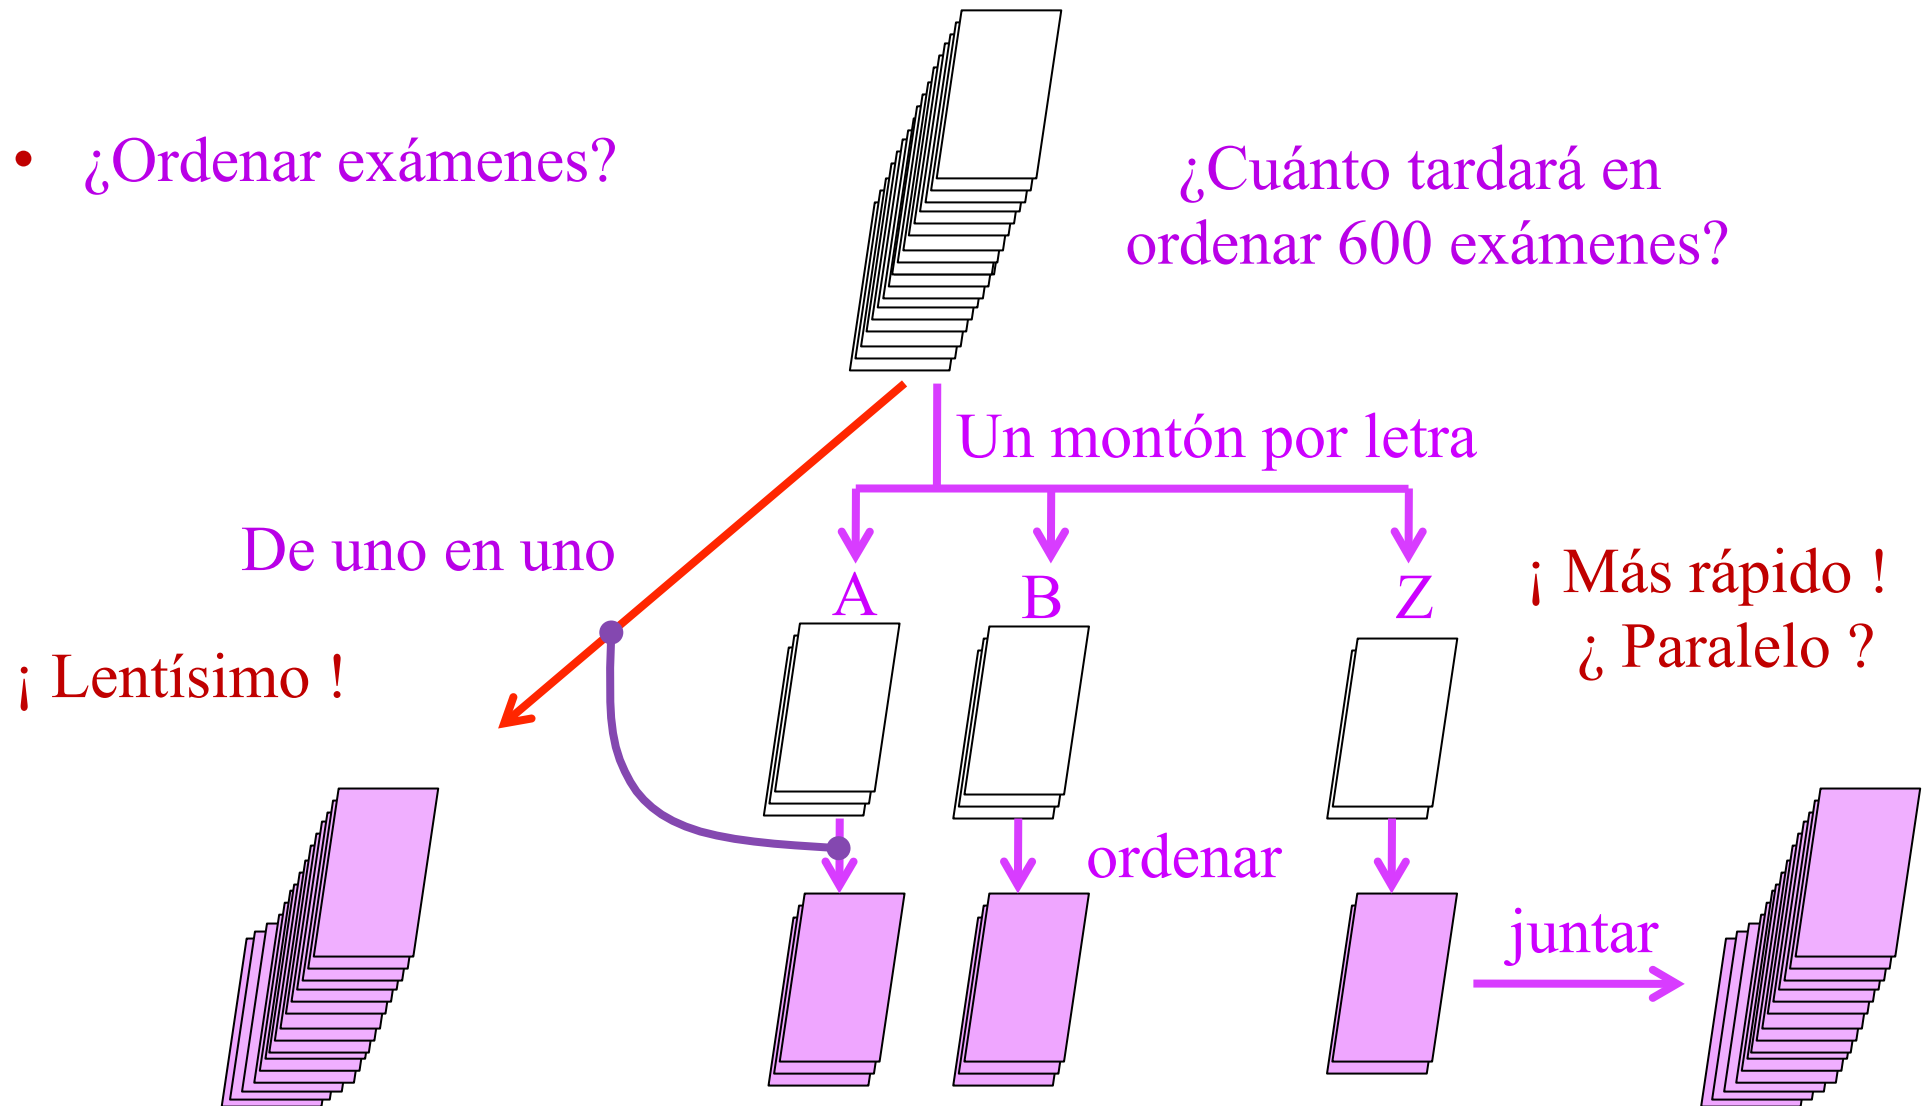 • ¿Ordenar exámenes?
¿Cuánto tardará en
ordenar 600 exámenes?
Un montón por letra
De uno en uno
A
B
Z
¡ Más rápido !
¿ Paralelo ?
¡ Lentísimo !
ordenar
juntar